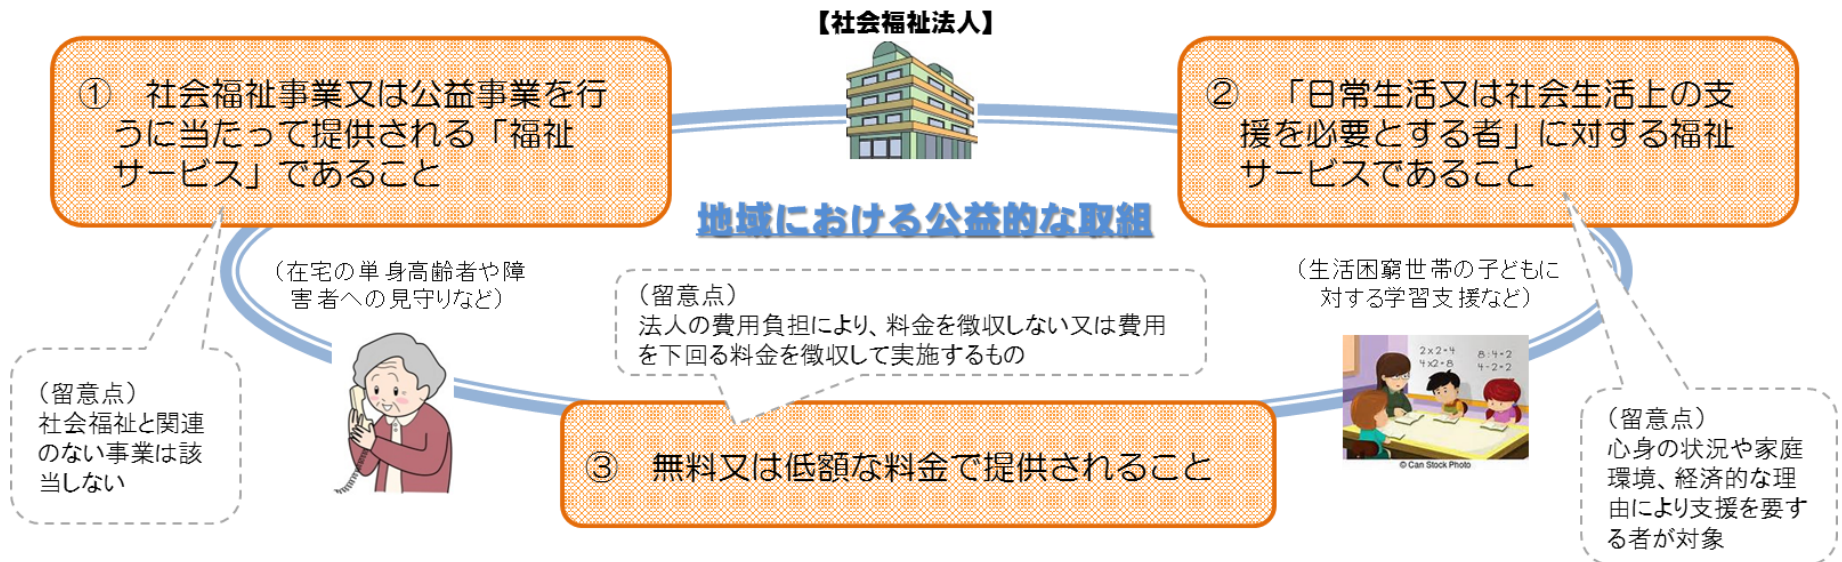 【社会福祉法人】
① 社会福祉事業又は公益事業を行
うに当たって提供される「福祉
サービス」であること
② 「日常生活又は社会生活上の支
援を必要とする者」に対する福祉
サービスであること
地域における公益的な取組
（在宅の単身高齢者や障
害者への見守りなど）
（留意点）
法人の費用負担により、料金を徴収しない又は費用
を下回る料金を徴収して実施するもの
（生活困窮世帯の子どもに
対する学習支援など）
2×2=4
4×2=8
8:4=2
4-2=2
© Can Stock Photo
（留意点）
社会福祉と関連
のない事業は該
当しない
③ 無料又は低額な料金で提供されること
（留意点）
心身の状況や家庭
環境、経済的な理
由により支援を要す
る者が対象